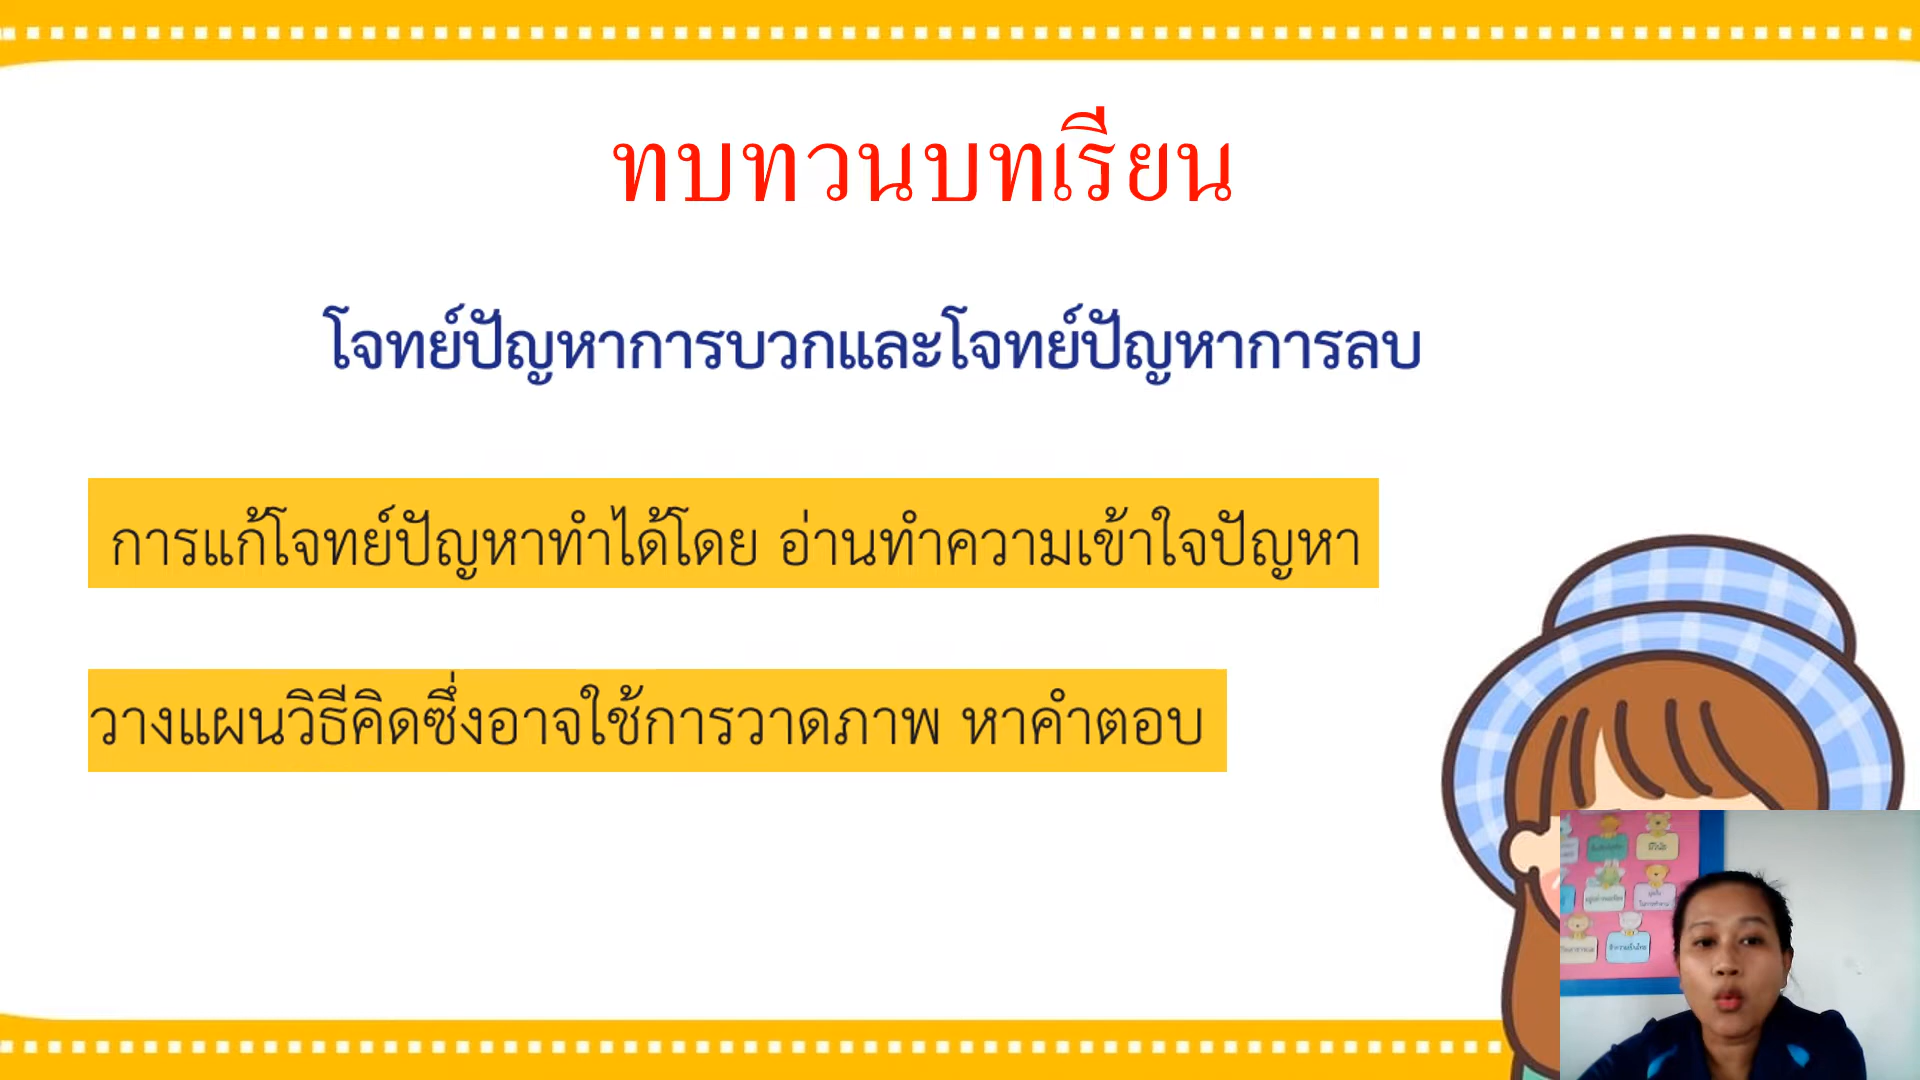 ทบทวนบทเรียน
โจทย์ปัญหาการบวกและโจทย์ปัญหาการลบ
การแก้โจทย์ปัญหาทำได้โดย อ่านทำความเข้าใจปัญหา
วางแผนวิธีคิดซึ่งอาจใช้การวาดภาพ หาคำตอบ
มีวินัย